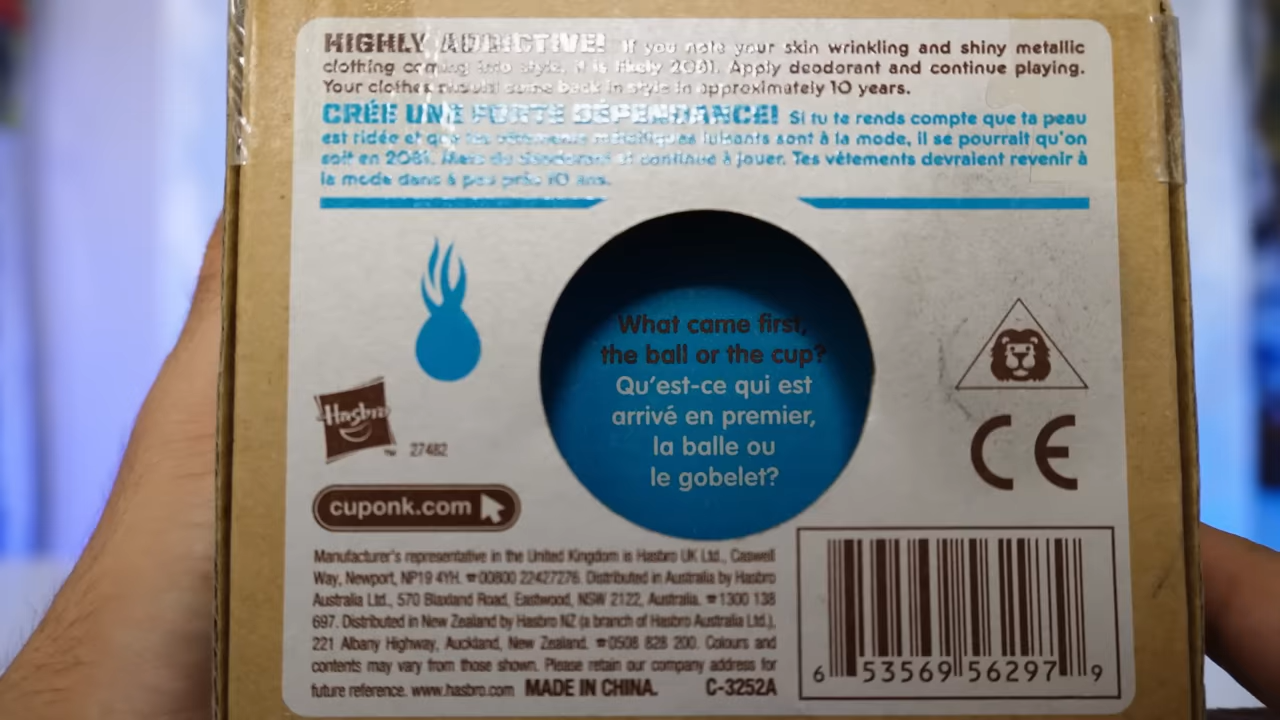 HIGHLY ADDICTIVE! If you note your skin wrinkling and shiny metallic
clothing coming into style, it is likely 2081. Apply deodorant and continue playing.
Your clothes should come back in style in approximately 10 years.
CRÉE UNE FORTE DÉPENDANCE! Si tu te rends compte que ta peau
est ridée et que tes vêtements métalliques luisants sont à la mode, il se pourrait qu'on
soit en 2081. Mets du déodorant et continue à jouer. Tes vêtements devraient revenir à
la mode dans à peu près 10 ans.
What came first,
the ball or the cup?
Qu'est-ce qui est
arrivé en premier,
la balle ou
le gobelet?
Hasbro
TM 27482
CE
cuponk.com
Manufacturer's representative in the United Kingdom is Hasbro UK Ltd., Caswell
Way, Newport, NP19 4YH. ☎00800 22427276. Distributed in Australia by Hasbro
Australia Ltd., 570 Blaxland Road, Eastwood, NSW 2122, Australia. ☎1300 138
697. Distributed in New Zealand by Hasbro NZ (a branch of Hasbro Australia Ltd.),
221 Albany Highway, Auckland, New Zealand. ☎0508 828 200. Colours and
contents may vary from those shown. Please retain our company address for
future reference. www.hasbro.com MADE IN CHINA. C-3252A
6 53569 56297 9